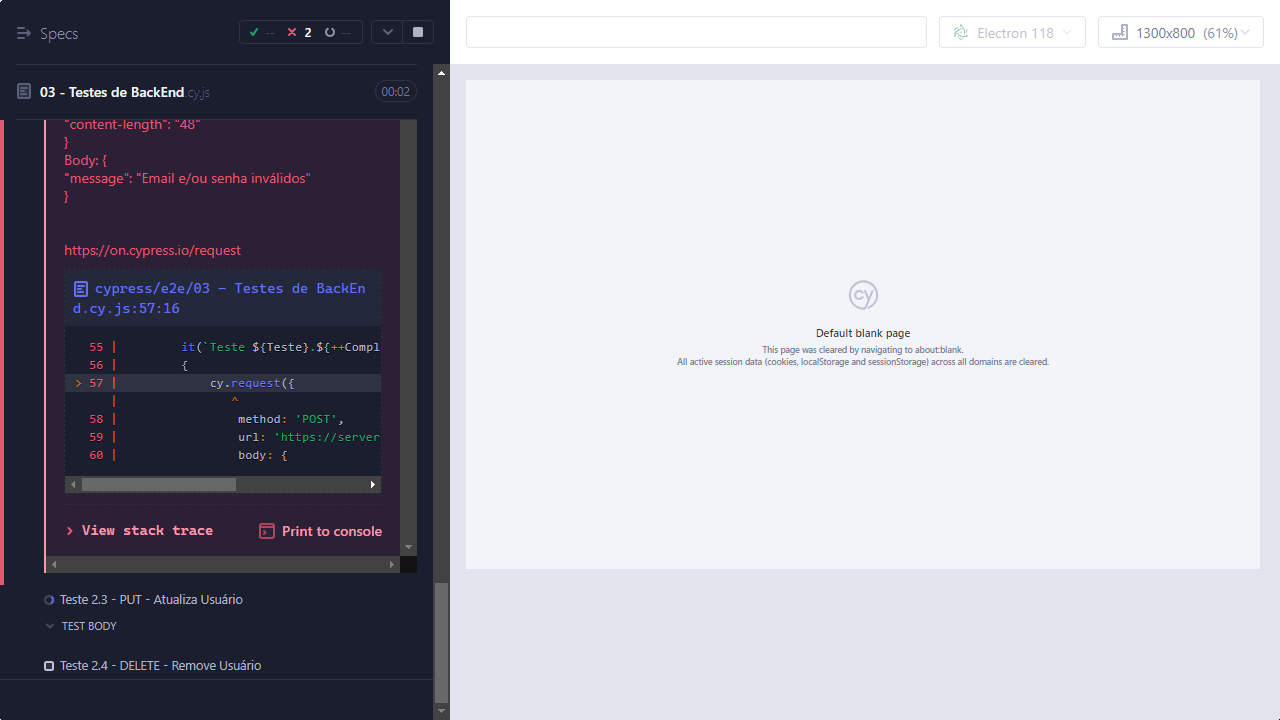 Specs
--
2
--
Electron 118
1300x800 (61%)
03 - Testes de BackEnd.cy.js
00:02
"content-length": "48"
}
Body: {
"message": "Email e/ou senha inválidos"
}
https://on.cypress.io/request
cypress/e2e/03 - Testes de BackEn
d.cy.js:57:16
55 | it(`Teste ${Teste}.${++Compl
56 | {
> 57 | cy.request({
| ^
58 | method: 'POST',
59 | url: 'https://server
60 | body: {
View stack trace
Print to console
Teste 2.3 - PUT - Atualiza Usuário
TEST BODY
Teste 2.4 - DELETE - Remove Usuário
cy
Default blank page
This page was cleared by navigating to about:blank.
All active session data (cookies, localStorage and sessionStorage) across all domains are cleared.